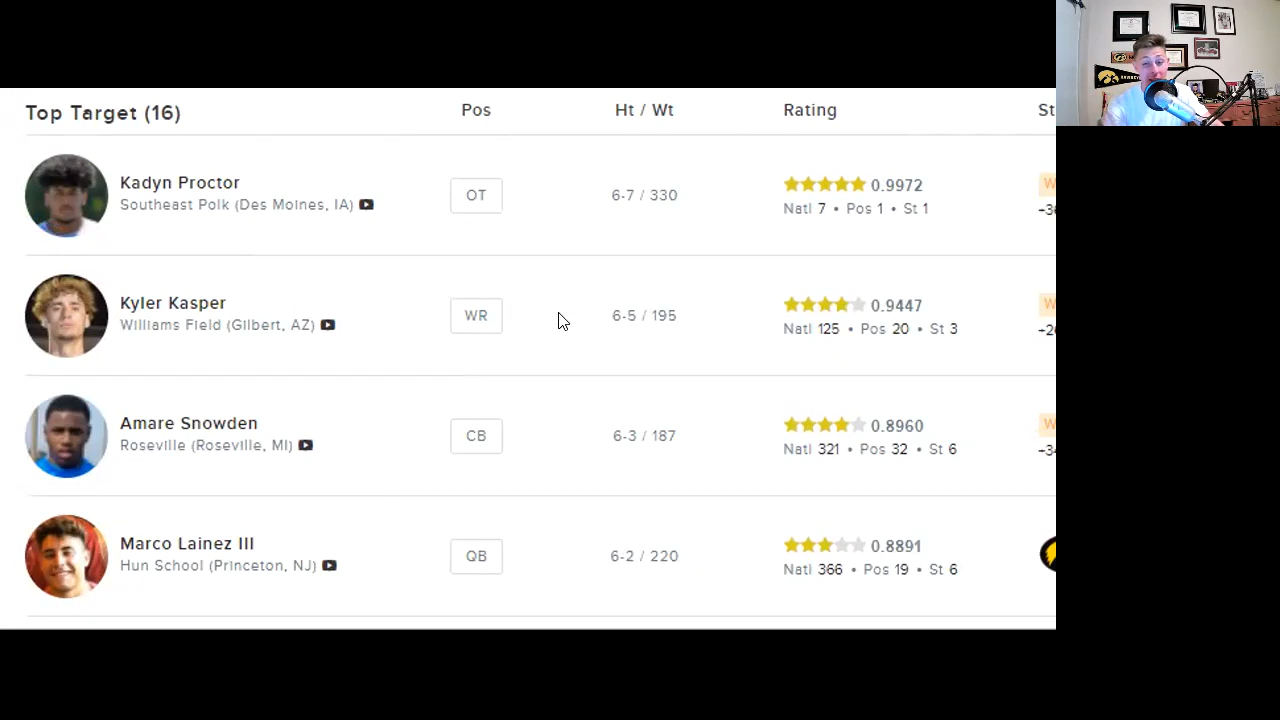 Top Target (16) Pos Ht / Wt Rating St
Kadyn Proctor
Southeast Polk (Des Moines, IA)
OT
6-7 / 330
0.9972
Natl 7 • Pos 1 • St 1
W
Kyler Kasper
Williams Field (Gilbert, AZ)
WR
6-5 / 195
0.9447
Natl 125 • Pos 20 • St 3
W
Amare Snowden
Roseville (Roseville, MI)
CB
6-3 / 187
0.8960
Natl 321 • Pos 32 • St 6
W
Marco Lainez III
Hun School (Princeton, NJ)
QB
6-2 / 220
0.8891
Natl 366 • Pos 19 • St 6